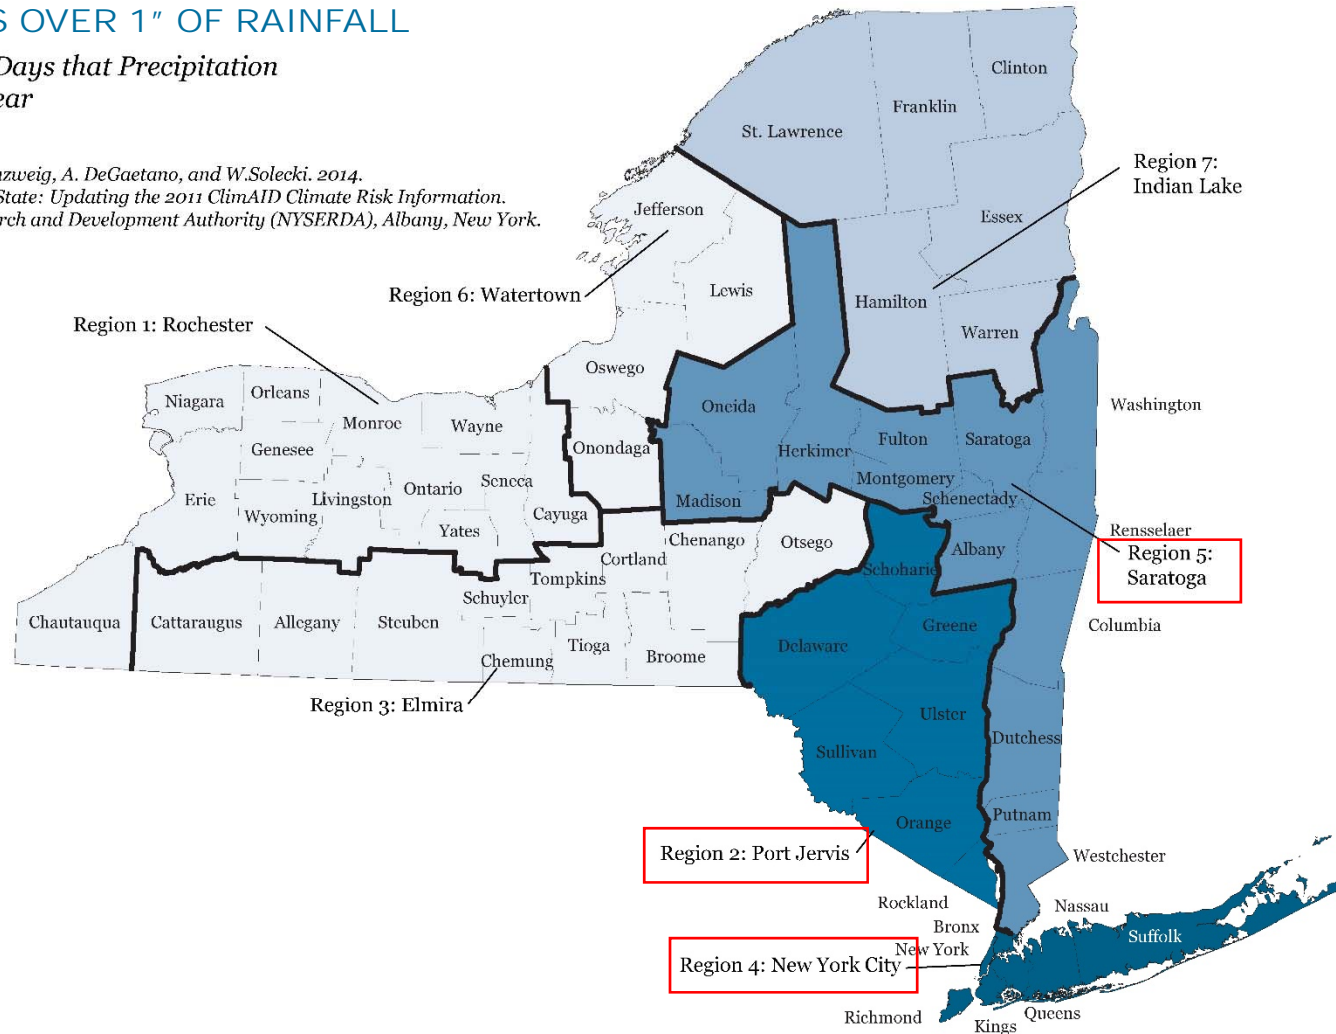 S OVER 1" OF RAINFALL
Days that Precipitation
ear
nzweig, A. DeGaetano, and W.Solecki. 2014.
State: Updating the 2011 ClimAID Climate Risk Information.
rch and Development Authority (NYSERDA), Albany, New York.
Clinton
Franklin
St. Lawrence
Region 7:
Indian Lake
Jefferson
Essex
Region 6: Watertown
Lewis
Hamilton
Region 1: Rochester
Warren
Oswego
Niagara
Orleans
Monroe
Wayne
Oneida
Washington
Genesee
Onondaga
Herkimer
Fulton
Saratoga
Erie
Wyoming
Livingston
Ontario
Seneca
Yates
Cayuga
Madison
Montgomery
Schenectady
Rensselaer
Cortland
Chenango
Otsego
Albany
Region 5:
Saratoga
Schoharie
Tompkins
Schuyler
Chautauqua
Cattaraugus
Allegany
Steuben
Chemung
Tioga
Broome
Delaware
Greene
Columbia
Region 3: Elmira
Ulster
Sullivan
Dutchess
Orange
Putnam
Region 2: Port Jervis
Westchester
Rockland
Nassau
Bronx
New York
Suffolk
Region 4: New York City
Richmond
Kings
Queens